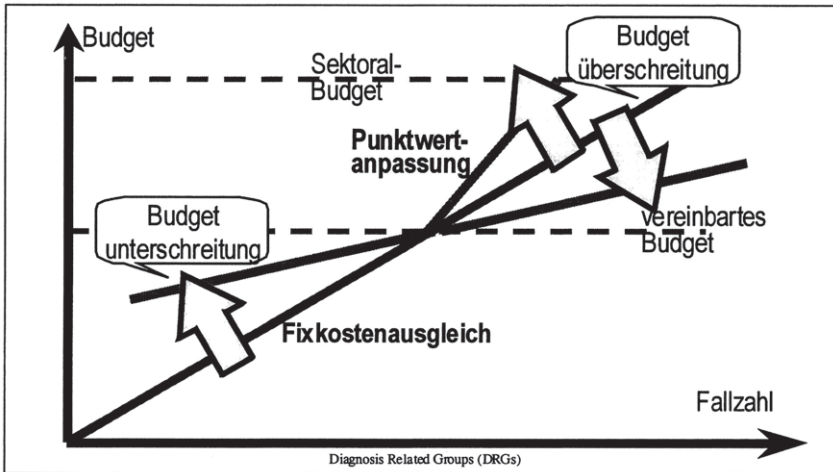 Budget
Budget
überschreitung
Sektoral-
Budget
Punktwert-
anpassung
Budget
unterschreitung
vereinbartes
Budget
Fixkostenausgleich
Fallzahl
Diagnosis Related Groups (DRGs)